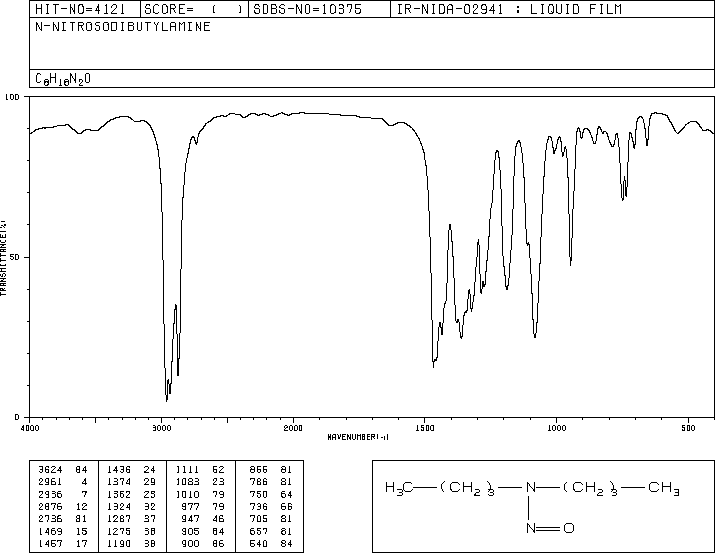 HIT-NO=4121 SCORE= ( ) SDBS-NO=10375 IR-NIDA-02941 : LIQUID FILM
N-NITROSODIBUTYLAMINE
C8H18N2O
100
50
0
TRANSMITTANCE(%)
4000 3000 2000 1500 1000 500
WAVENUMBER(-1)
3624 84 1436 24 1111 52 866 81
2961 4 1374 29 1083 23 786 81
2936 7 1362 23 1010 79 750 64
2876 12 1324 32 977 79 736 66
2736 81 1287 37 947 46 705 81
1469 15 1275 38 905 84 657 81
1457 17 1190 38 900 86 540 84
H3C—(CH2)3—N—(CH2)3—CH3
N=O